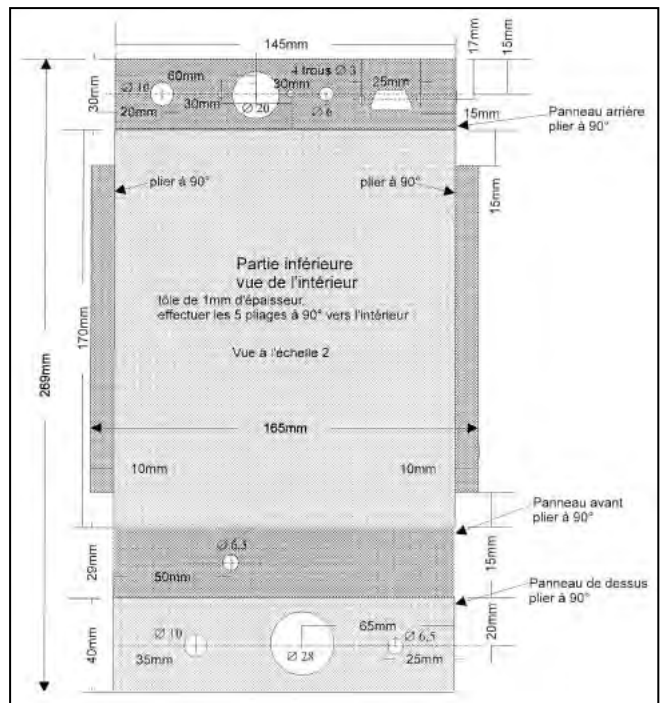 145mm
17mm
15mm
4 trous Ø 3
60mm
Ø 10
30mm
25mm
30mm
30mm
Ø 20
Ø 6
20mm
15mm
Panneau arrière
plier à 90°
plier à 90°
plier à 90°
15mm
Partie inférieure
vue de l'intérieur
tôle de 1mm d'épaisseur.
effectuer les 5 pliages à 90° vers l'intérieur
Vue à l'échelle 2
170mm
269mm
165mm
10mm
10mm
Panneau avant
plier à 90°
Ø 6.5
29mm
50mm
15mm
Panneau de dessus
plier à 90°
65mm
Ø 10
Ø 6,5
20mm
40mm
35mm
Ø 28
25mm